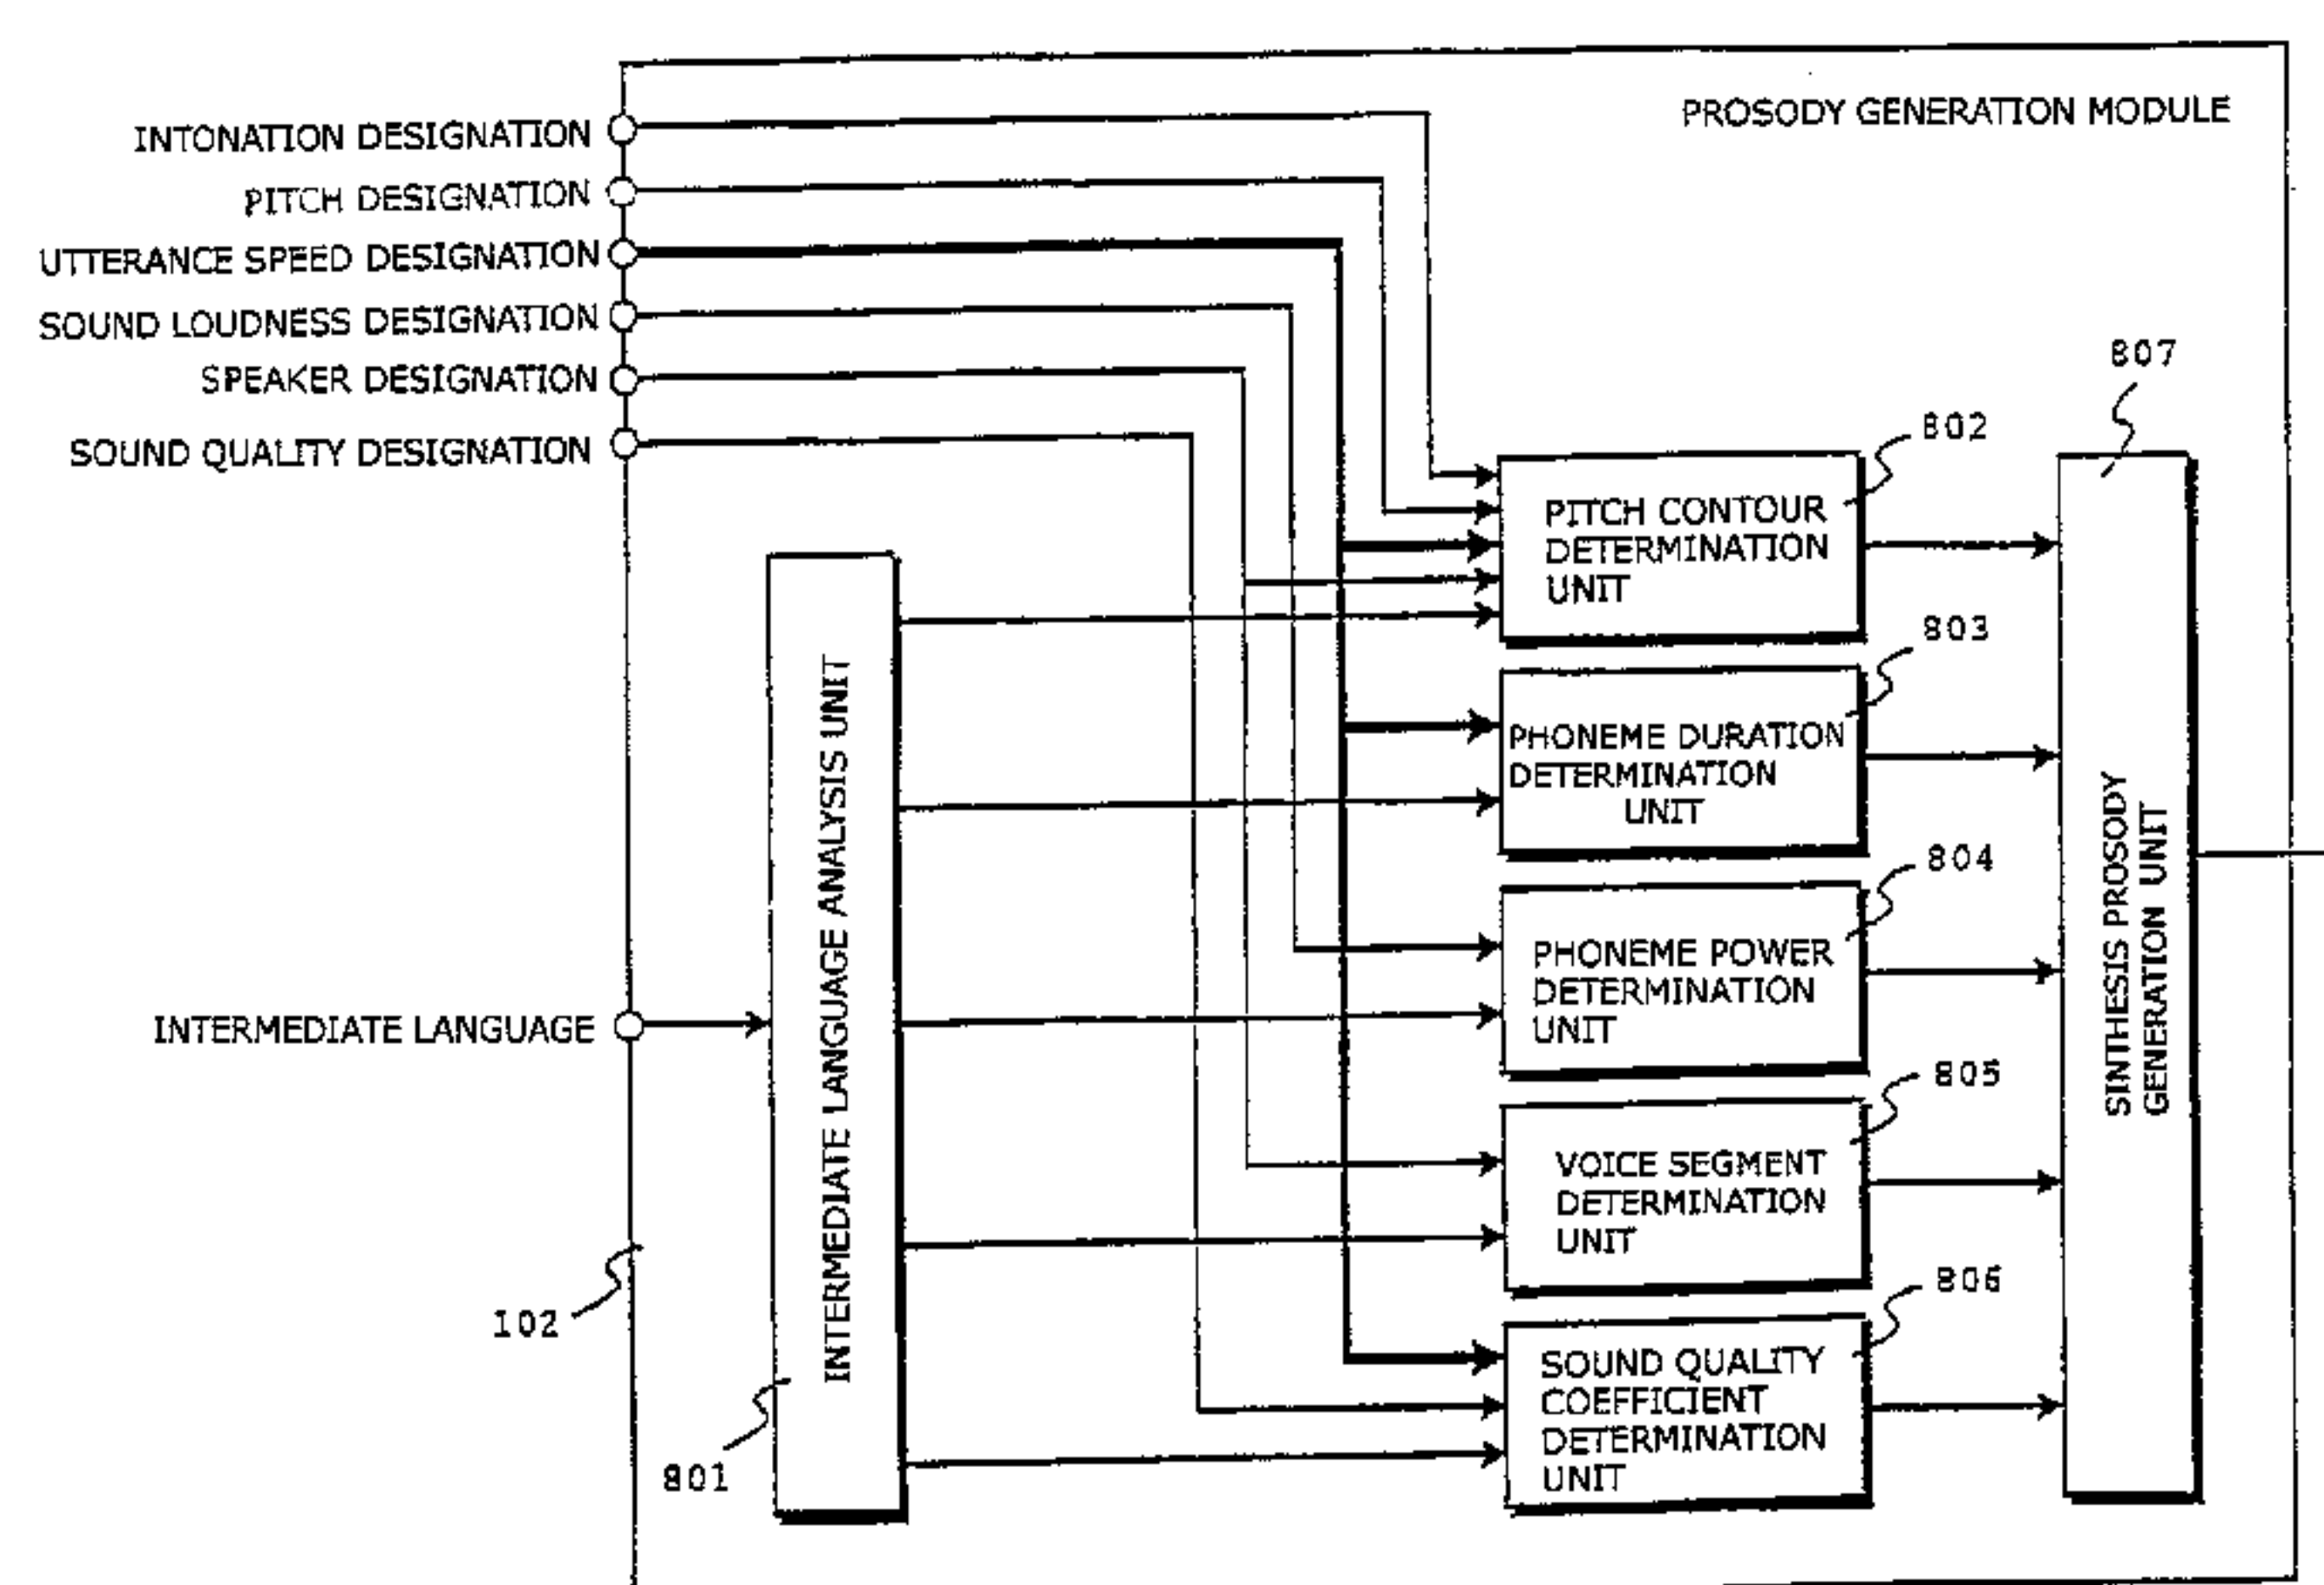 PROSODY GENERATION MODULE
INTONATION DESIGNATION
PITCH DESIGNATION
UTTERANCE SPEED DESIGNATION
SOUND LOUDNESS DESIGNATION
SPEAKER DESIGNATION
SOUND QUALITY DESIGNATION
INTERMEDIATE LANGUAGE
102
801
INTERMEDIATE LANGUAGE ANALYSIS UNIT
802
PITCH CONTOUR
DETERMINATION
UNIT
803
PHONEME DURATION
DETERMINATION
UNIT
804
PHONEME POWER
DETERMINATION
UNIT
805
VOICE SEGMENT
DETERMINATION
UNIT
806
SOUND QUALITY
COEFFICIENT
DETERMINATION
UNIT
807
SINTHESIS PROSODY
GENERATION UNIT